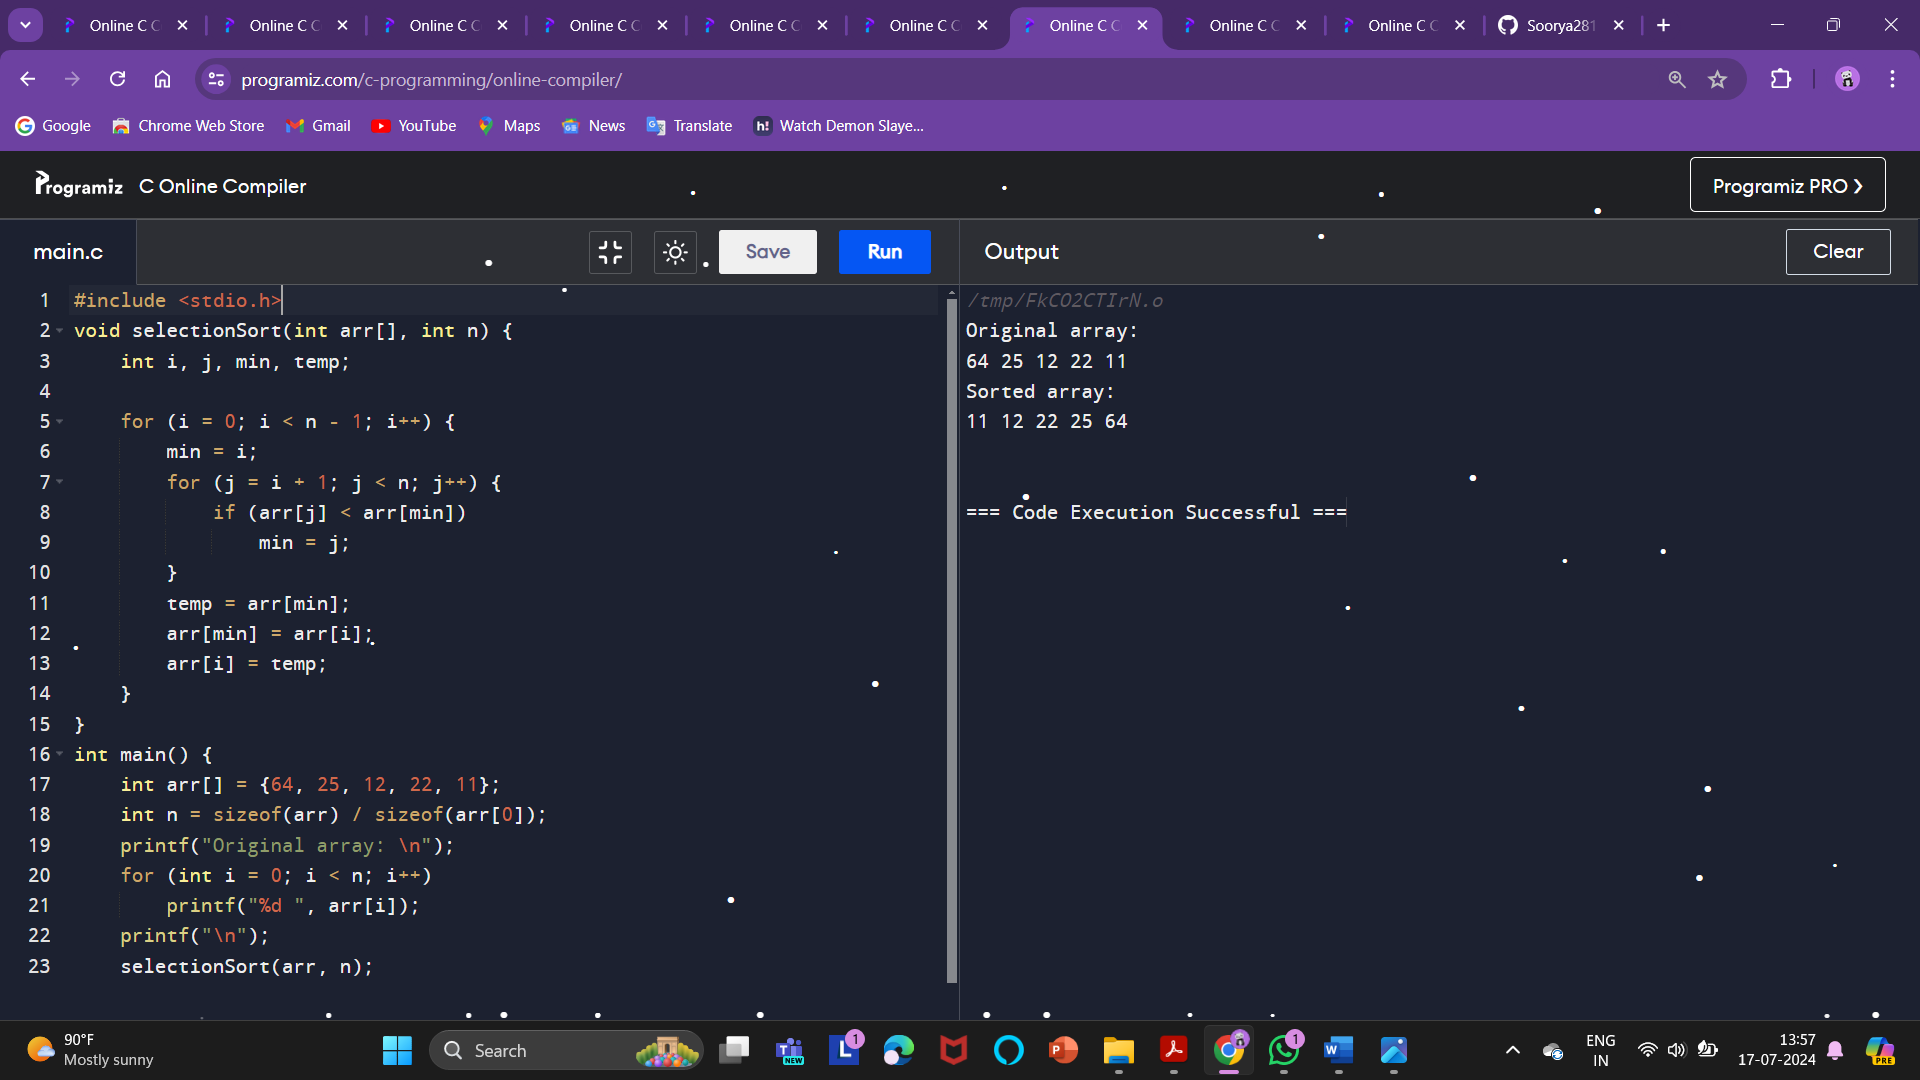 Online C C
Online C C
Online C C
Online C C
Online C C
Online C C
Online C C
Online C C
Online C C
Soorya281
programiz.com/c-programming/online-compiler/
Google
Chrome Web Store
Gmail
YouTube
Maps
News
Translate
h! Watch Demon Slaye...
Programiz C Online Compiler
Programiz PRO ❯
main.c
Save
Run
Output
Clear
1 #include <stdio.h>
2 void selectionSort(int arr[], int n) {
3     int i, j, min, temp;
4
5     for (i = 0; i < n - 1; i++) {
6         min = i;
7         for (j = i + 1; j < n; j++) {
8             if (arr[j] < arr[min])
9                 min = j;
10         }
11         temp = arr[min];
12         arr[min] = arr[i];
13         arr[i] = temp;
14     }
15 }
16 int main() {
17     int arr[] = {64, 25, 12, 22, 11};
18     int n = sizeof(arr) / sizeof(arr[0]);
19     printf("Original array: \n");
20     for (int i = 0; i < n; i++)
21         printf("%d ", arr[i]);
22     printf("\n");
23     selectionSort(arr, n);
/tmp/FkCO2CTIrN.o
Original array:
64 25 12 22 11
Sorted array:
11 12 22 25 64
=== Code Execution Successful ===
90°F
Mostly sunny
Search
NEW
L
1
1
ENG
IN
13:57
17-07-2024
PRE